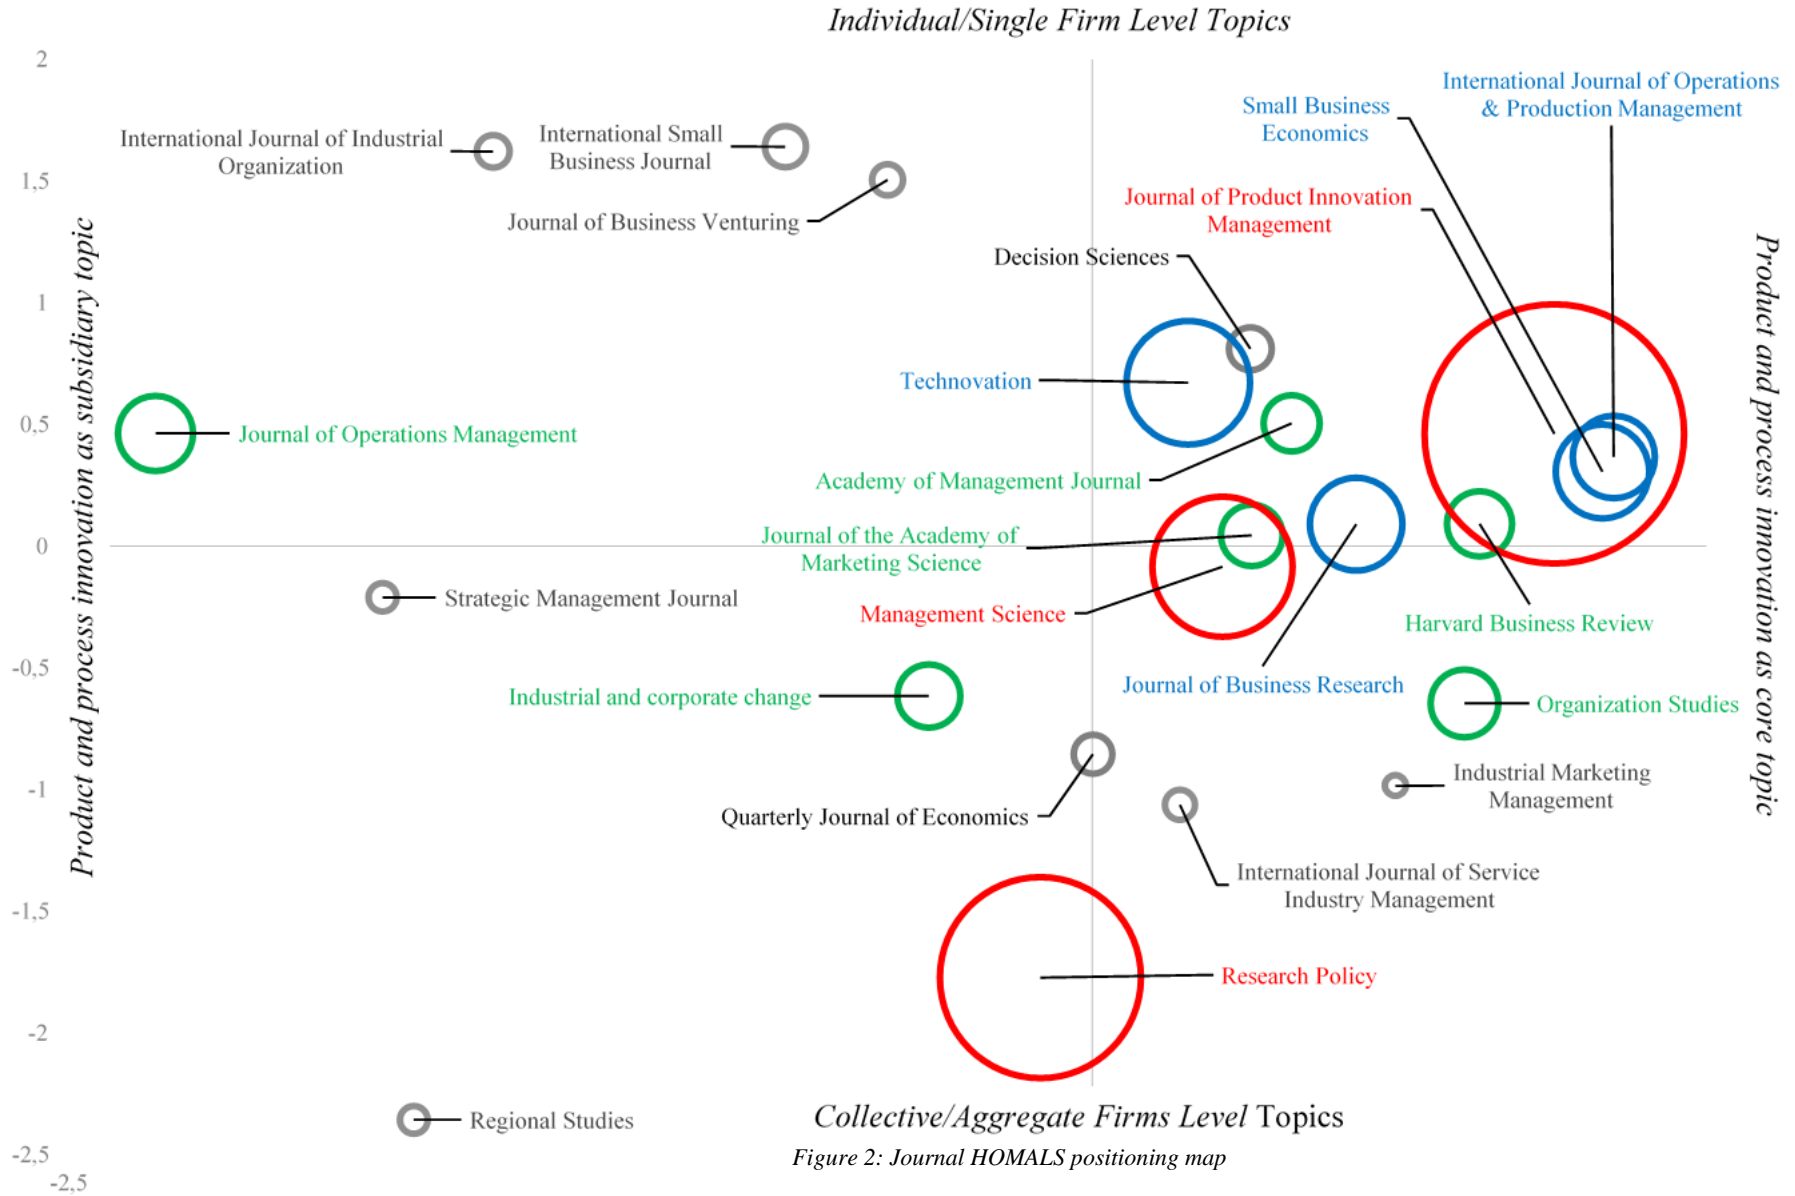 Individual/Single Firm Level Topics
2
International Journal of Operations
& Production Management
Small Business
Economics
International Journal of Industrial
Organization
International Small
Business Journal
1,5
Journal of Business Venturing
Journal of Product Innovation
Management
Decision Sciences
Product and process innovation as subsidiary topic
Product and process innovation as core topic
1
Technovation
0,5
Journal of Operations Management
Academy of Management Journal
Journal of the Academy of
Marketing Science
0
Strategic Management Journal
Management Science
Harvard Business Review
-0,5
Industrial and corporate change
Journal of Business Research
Organization Studies
-1
Industrial Marketing
Management
Quarterly Journal of Economics
International Journal of Service
Industry Management
-1,5
Research Policy
-2
Regional Studies
Collective/Aggregate Firms Level Topics
-2,5
Figure 2: Journal HOMALS positioning map
-2,5